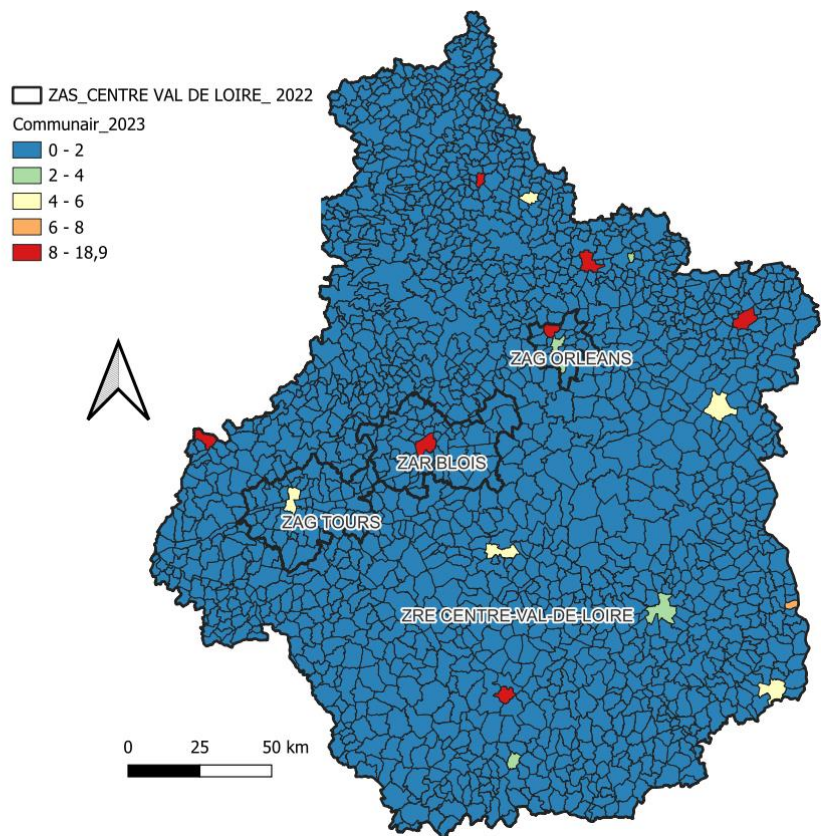 ZAS_CENTRE VAL DE LOIRE_ 2022
Communair_2023
0 - 2
2 - 4
4 - 6
6 - 8
8 - 18,9
ZAG ORLEANS
ZAR BLOIS
ZAG TOURS
ZRE CENTRE-VAL-DE-LOIRE
0 25 50 km